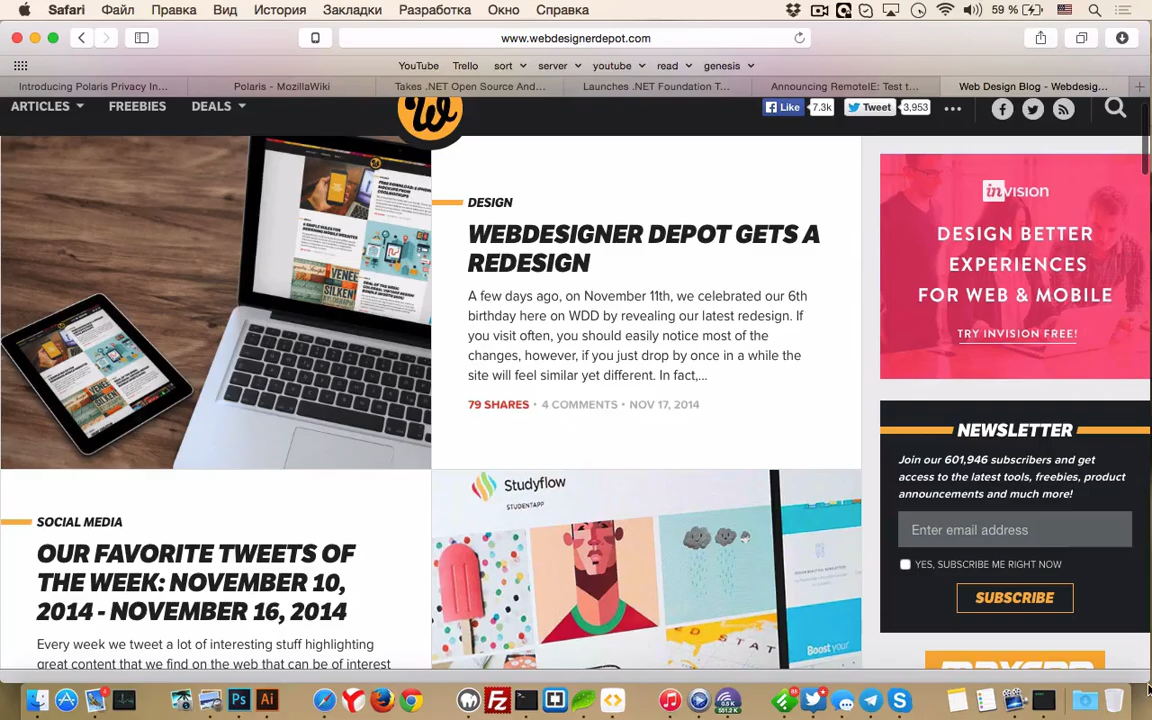 Safari Файл Правка Вид История Закладки Разработка Окно Справка 59 %
www.webdesignerdepot.com
YouTube Trello sort server youtube read genesis
Introducing Polaris Privacy In... Polaris - MozillaWiki Takes .NET Open Source And... Launches .NET Foundation T... Announcing RemoteIE: Test t... Web Design Blog - Webdesig...
ARTICLES FREEBIES DEALS W Like 7.3k Tweet 3,953
DESIGN
WEBDESIGNER DEPOT GETS A
REDESIGN
A few days ago, on November 11th, we celebrated our 6th
birthday here on WDD by revealing our latest redesign. If
you visit often, you should easily notice most of the
changes, however, if you just drop by once in a while the
site will feel similar yet different. In fact,...
79 SHARES • 4 COMMENTS • NOV 17, 2014
SOCIAL MEDIA
OUR FAVORITE TWEETS OF
THE WEEK: NOVEMBER 10,
2014 - NOVEMBER 16, 2014
Every week we tweet a lot of interesting stuff highlighting
great content that we find on the web that can be of interest
Studyflow
STUDENTAPP
Boost your
invision
DESIGN BETTER
EXPERIENCES
FOR WEB & MOBILE
TRY INVISION FREE!
NEWSLETTER
Join our 601,946 subscribers and get
access to the latest tools, freebies, product
announcements and much more!
Enter email address
YES, SUBSCRIBE ME RIGHT NOW
SUBSCRIBE
Ps Ai Fz